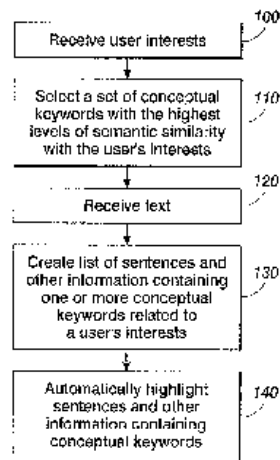 100
Receive user interests
110
Select a set of conceptual
keywords with the highest
levels of semantic similarity
with the user's interests
120
Receive text
Create list of sentences and
other information containing
one or more conceptual
keywords related to
a user's interests
130
Automatically highlight
sentences and other
information containing
conceptual keywords
140